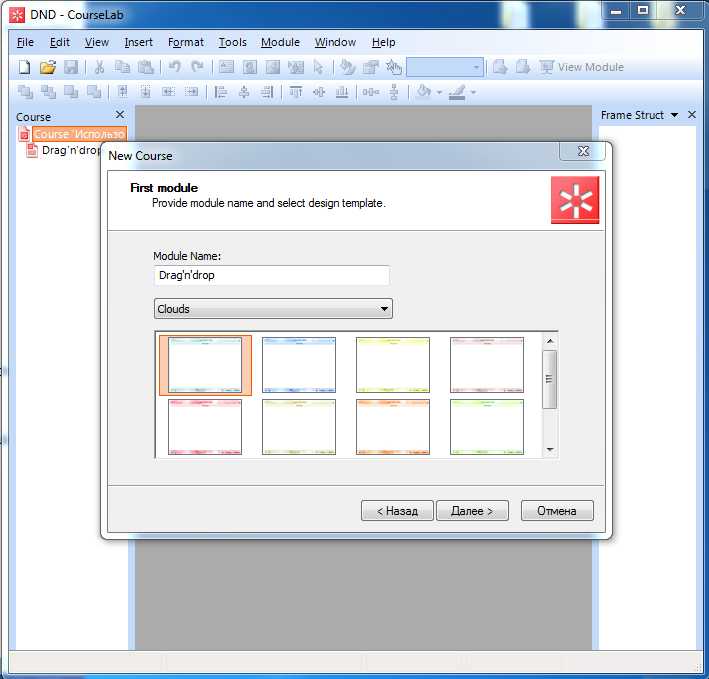 DND - CourseLab
File Edit View Insert Format Tools Module Window Help
View Module
Course
Frame Struct
Course "Использо
Drag'n'drop
New Course
First module
Provide module name and select design template.
Module Name:
Drag'n'drop
Clouds
< Назад Далее > Отмена